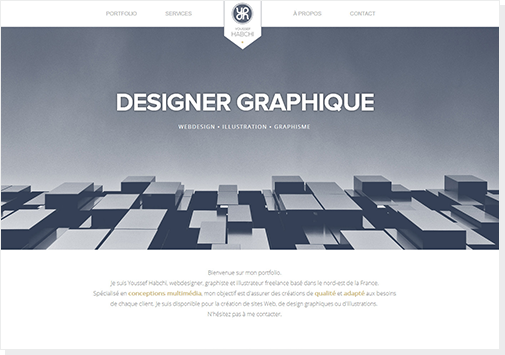 PORTFOLIO SERVICES À PROPOS CONTACT
YOUSSEF
HABCHI
DESIGNER GRAPHIQUE
WEBDESIGN • ILLUSTRATION • GRAPHISME
Bienvenue sur mon portfolio.
Je suis Youssef Habchi, webdesigner, graphiste et illustrateur freelance basé dans le nord-est de la France.
Spécialisé en conceptions multimédia, mon objectif est d'assurer des créations de qualité et adapté aux besoins
de chaque client. Je suis disponible pour la création de sites Web, de design graphiques ou d'illustrations.
N'hésitez pas à me contacter.